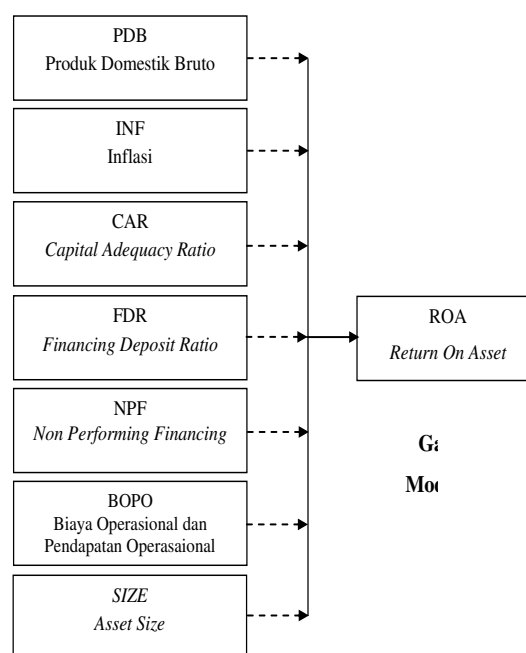 PDB
Produk Domestik Bruto
INF
Inflasi
CAR
Capital Adequacy Ratio
FDR
Financing Deposit Ratio
NPF
Non Performing Financing
BOPO
Biaya Operasional dan
Pendapatan Operasaional
SIZE
Asset Size
ROA
Return On Asset